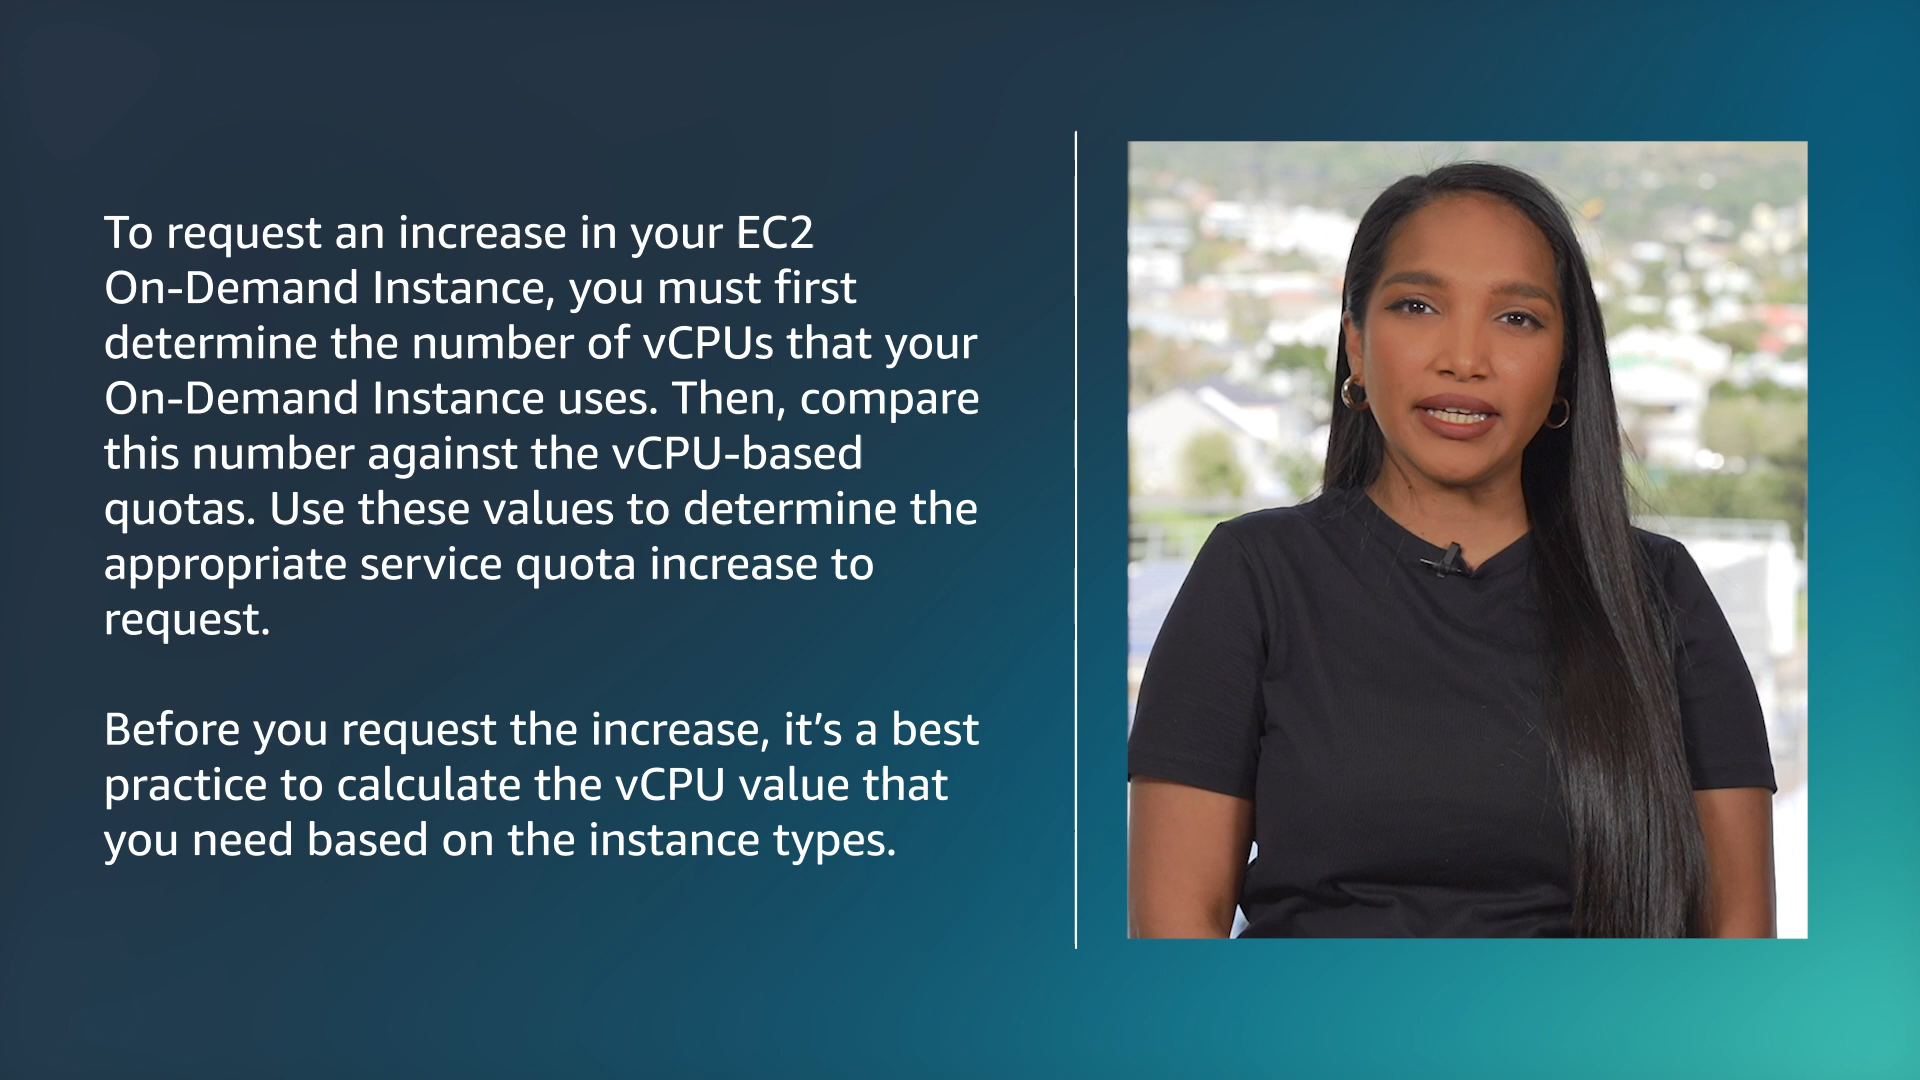 To request an increase in your EC2
On-Demand Instance, you must first
determine the number of vCPUs that your
On-Demand Instance uses. Then, compare
this number against the vCPU-based
quotas. Use these values to determine the
appropriate service quota increase to
request.
Before you request the increase, it’s a best
practice to calculate the vCPU value that
you need based on the instance types.